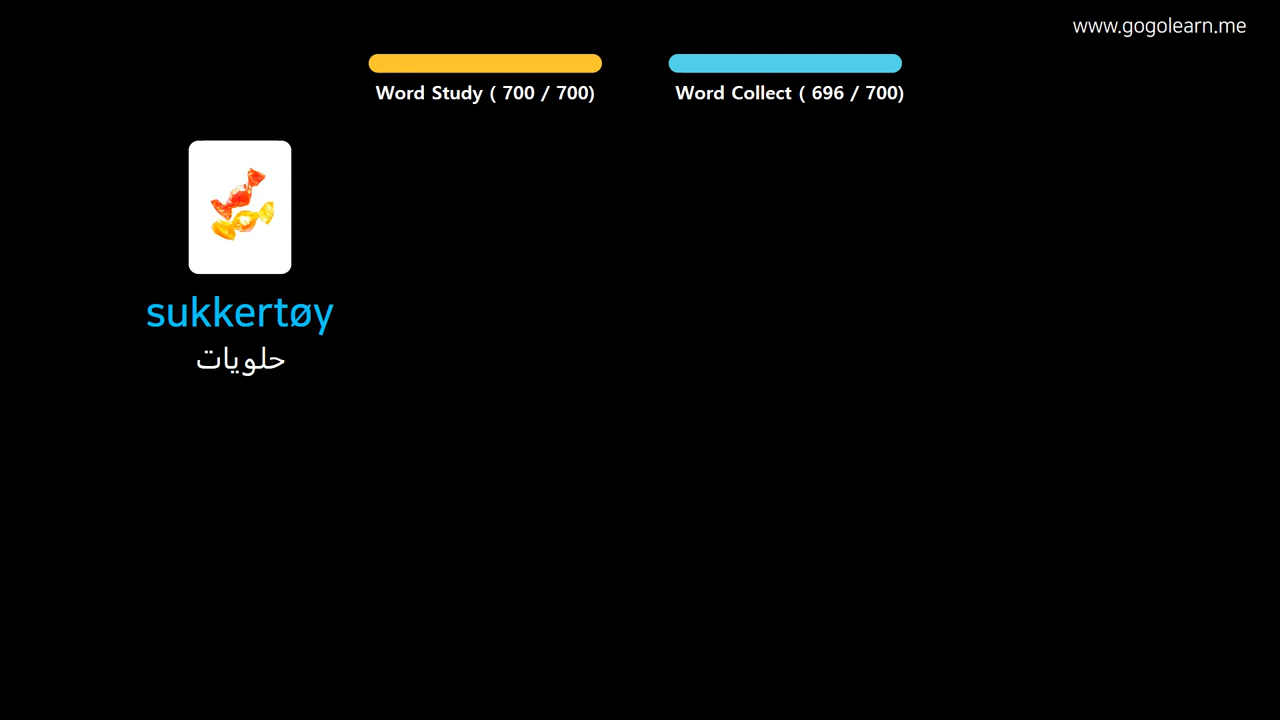 www.gogolearn.me
Word Study ( 700 / 700)
Word Collect ( 696 / 700)
sukkertøy
حلويات